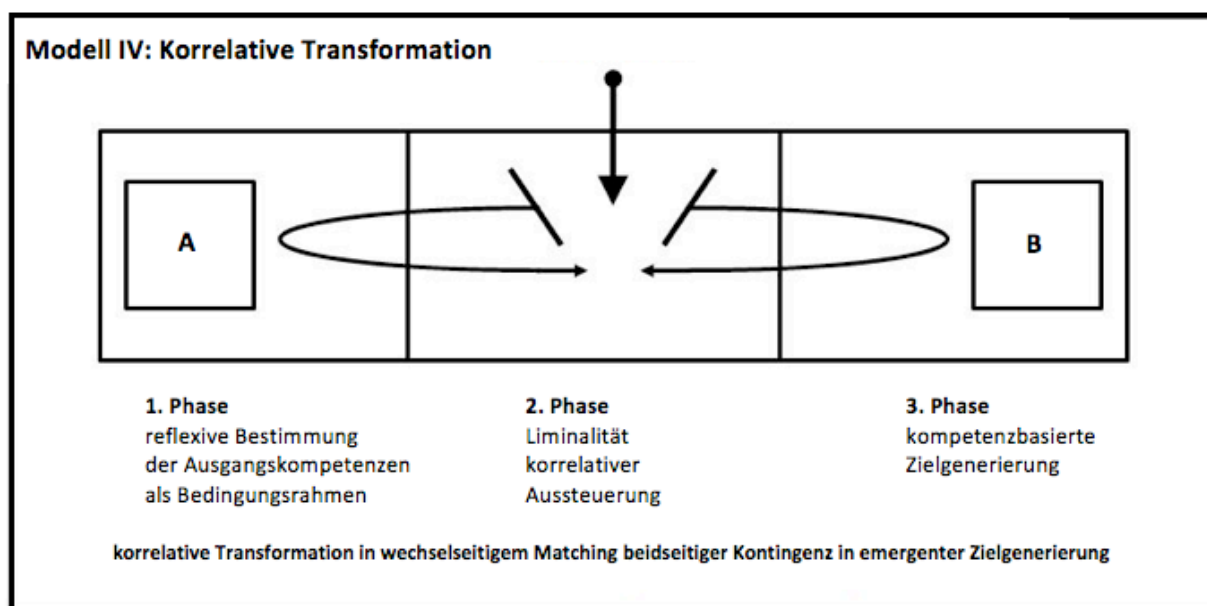 Modell IV: Korrelative Transformation
A
B
1. Phase
reflexive Bestimmung
der Ausgangskompetenzen
als Bedingungsrahmen
2. Phase
Liminalität
korrelativer
Aussteuerung
3. Phase
kompetenzbasierte
Zielgenerierung
korrelative Transformation in wechselseitigem Matching beidseitiger Kontingenz in emergenter Zielgenerierung